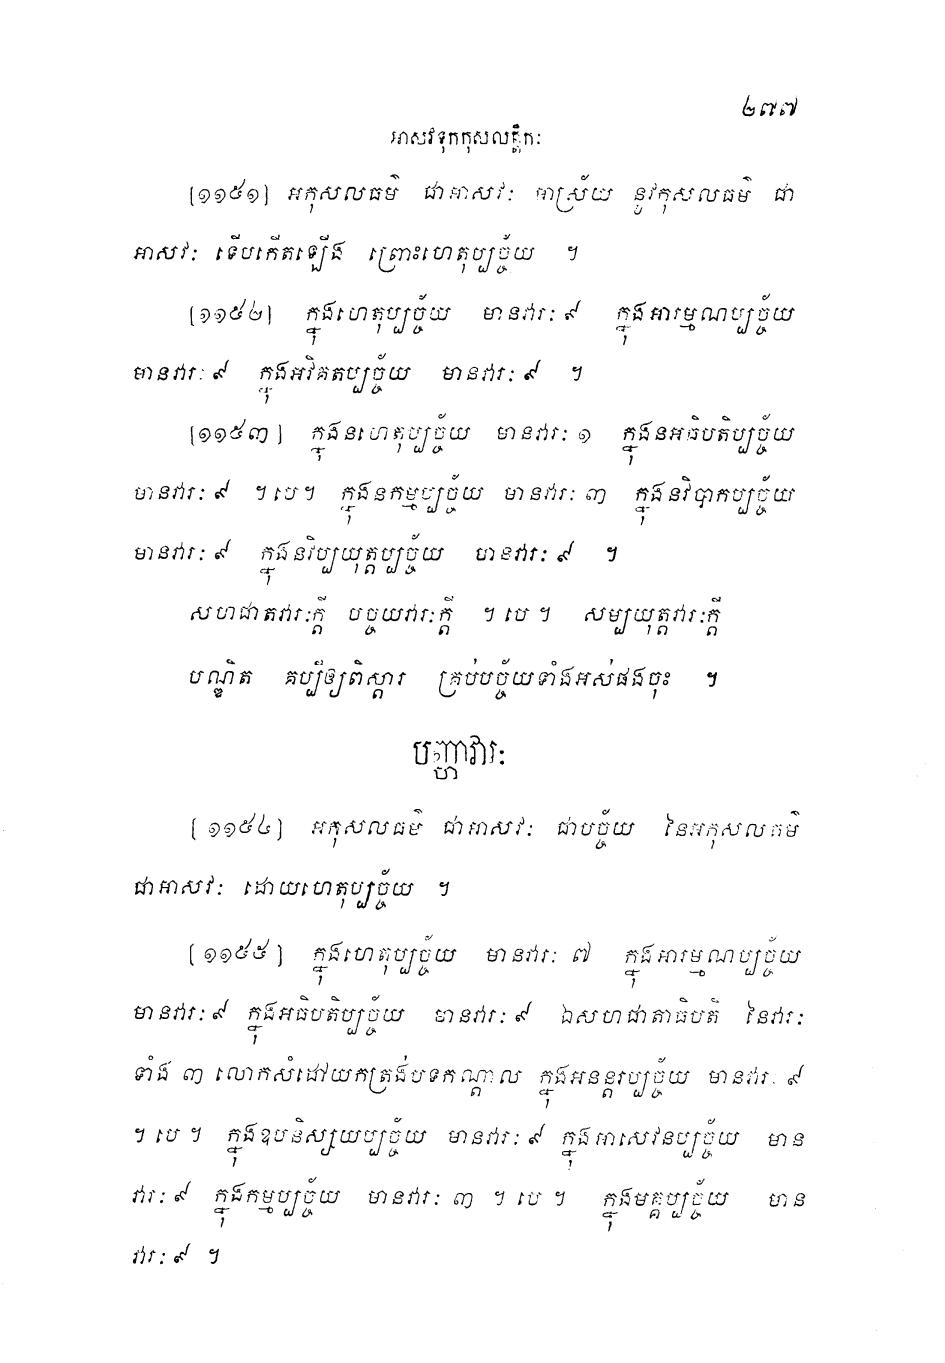 ២៧៧
អាសវទុកកុសលត្តិកៈ
[១១៥១] អកុសលធម៌ ជាអាសវៈ អាស្រ័យ នូវកុសលធម៌ ជា
អាសវៈ ទើបកើតឡើង ព្រោះហេតុប្បច្ច័យ ។
[១១៥២] ក្នុងហេតុប្បច្ច័យ មានវារៈ ៩ ក្នុងអារម្មណប្បច្ច័យ
មានវារៈ ៩ ក្នុងអវិគតប្បច្ច័យ មានវារៈ ៩ ។
[១១៥៣] ក្នុងនហេតុប្បច្ច័យ មានវារៈ ១ ក្នុងនអធិបតិប្បច្ច័យ
មានវារៈ ៩ ។បេ។ ក្នុងនកម្មប្បច្ច័យ មានវារៈ ៣ ក្នុងនវិបាកប្បច្ច័យ
មានវារៈ ៩ ក្នុងនវិប្បយុត្តប្បច្ច័យ មានវារៈ ៩ ។
សហជាតវារៈក្តី បច្ចយវារៈក្តី ។ បេ ។ សម្បយុត្តវារៈក្តី
បណ្ឌិត គប្បីឲ្យពិស្តារ គ្រប់បច្ច័យទាំងអស់ផងចុះ ។
បញ្ហាវារៈ
[១១៥៤] អកុសលធម៌ ជាអាសវៈ ជាបច្ច័យ នៃអកុសលធម៌
ជាអាសវៈ ដោយហេតុប្បច្ច័យ ។
[១១៥៥] ក្នុងហេតុប្បច្ច័យ មានវារៈ ៧ ក្នុងអារម្មណប្បច្ច័យ
មានវារៈ ៩ ក្នុងអធិបតិប្បច្ច័យ មានវារៈ ៩ ឯសហជាតាធិបតី នៃវារៈ
ទាំង ៣ លោកសំដៅយកត្រង់បទកណ្តាល ក្នុងអនន្តរប្បច្ច័យ មានវារៈ ៩
។ បេ ។ ក្នុងឧបនិស្សយប្បច្ច័យ មានវារៈ ៩ ក្នុងអាសេវនប្បច្ច័យ មាន
វារៈ ៩ ក្នុងកម្មប្បច្ច័យ មានវារៈ ៣ ។ បេ ។ ក្នុងមគ្គប្បច្ច័យ មាន
វារៈ ៩ ។